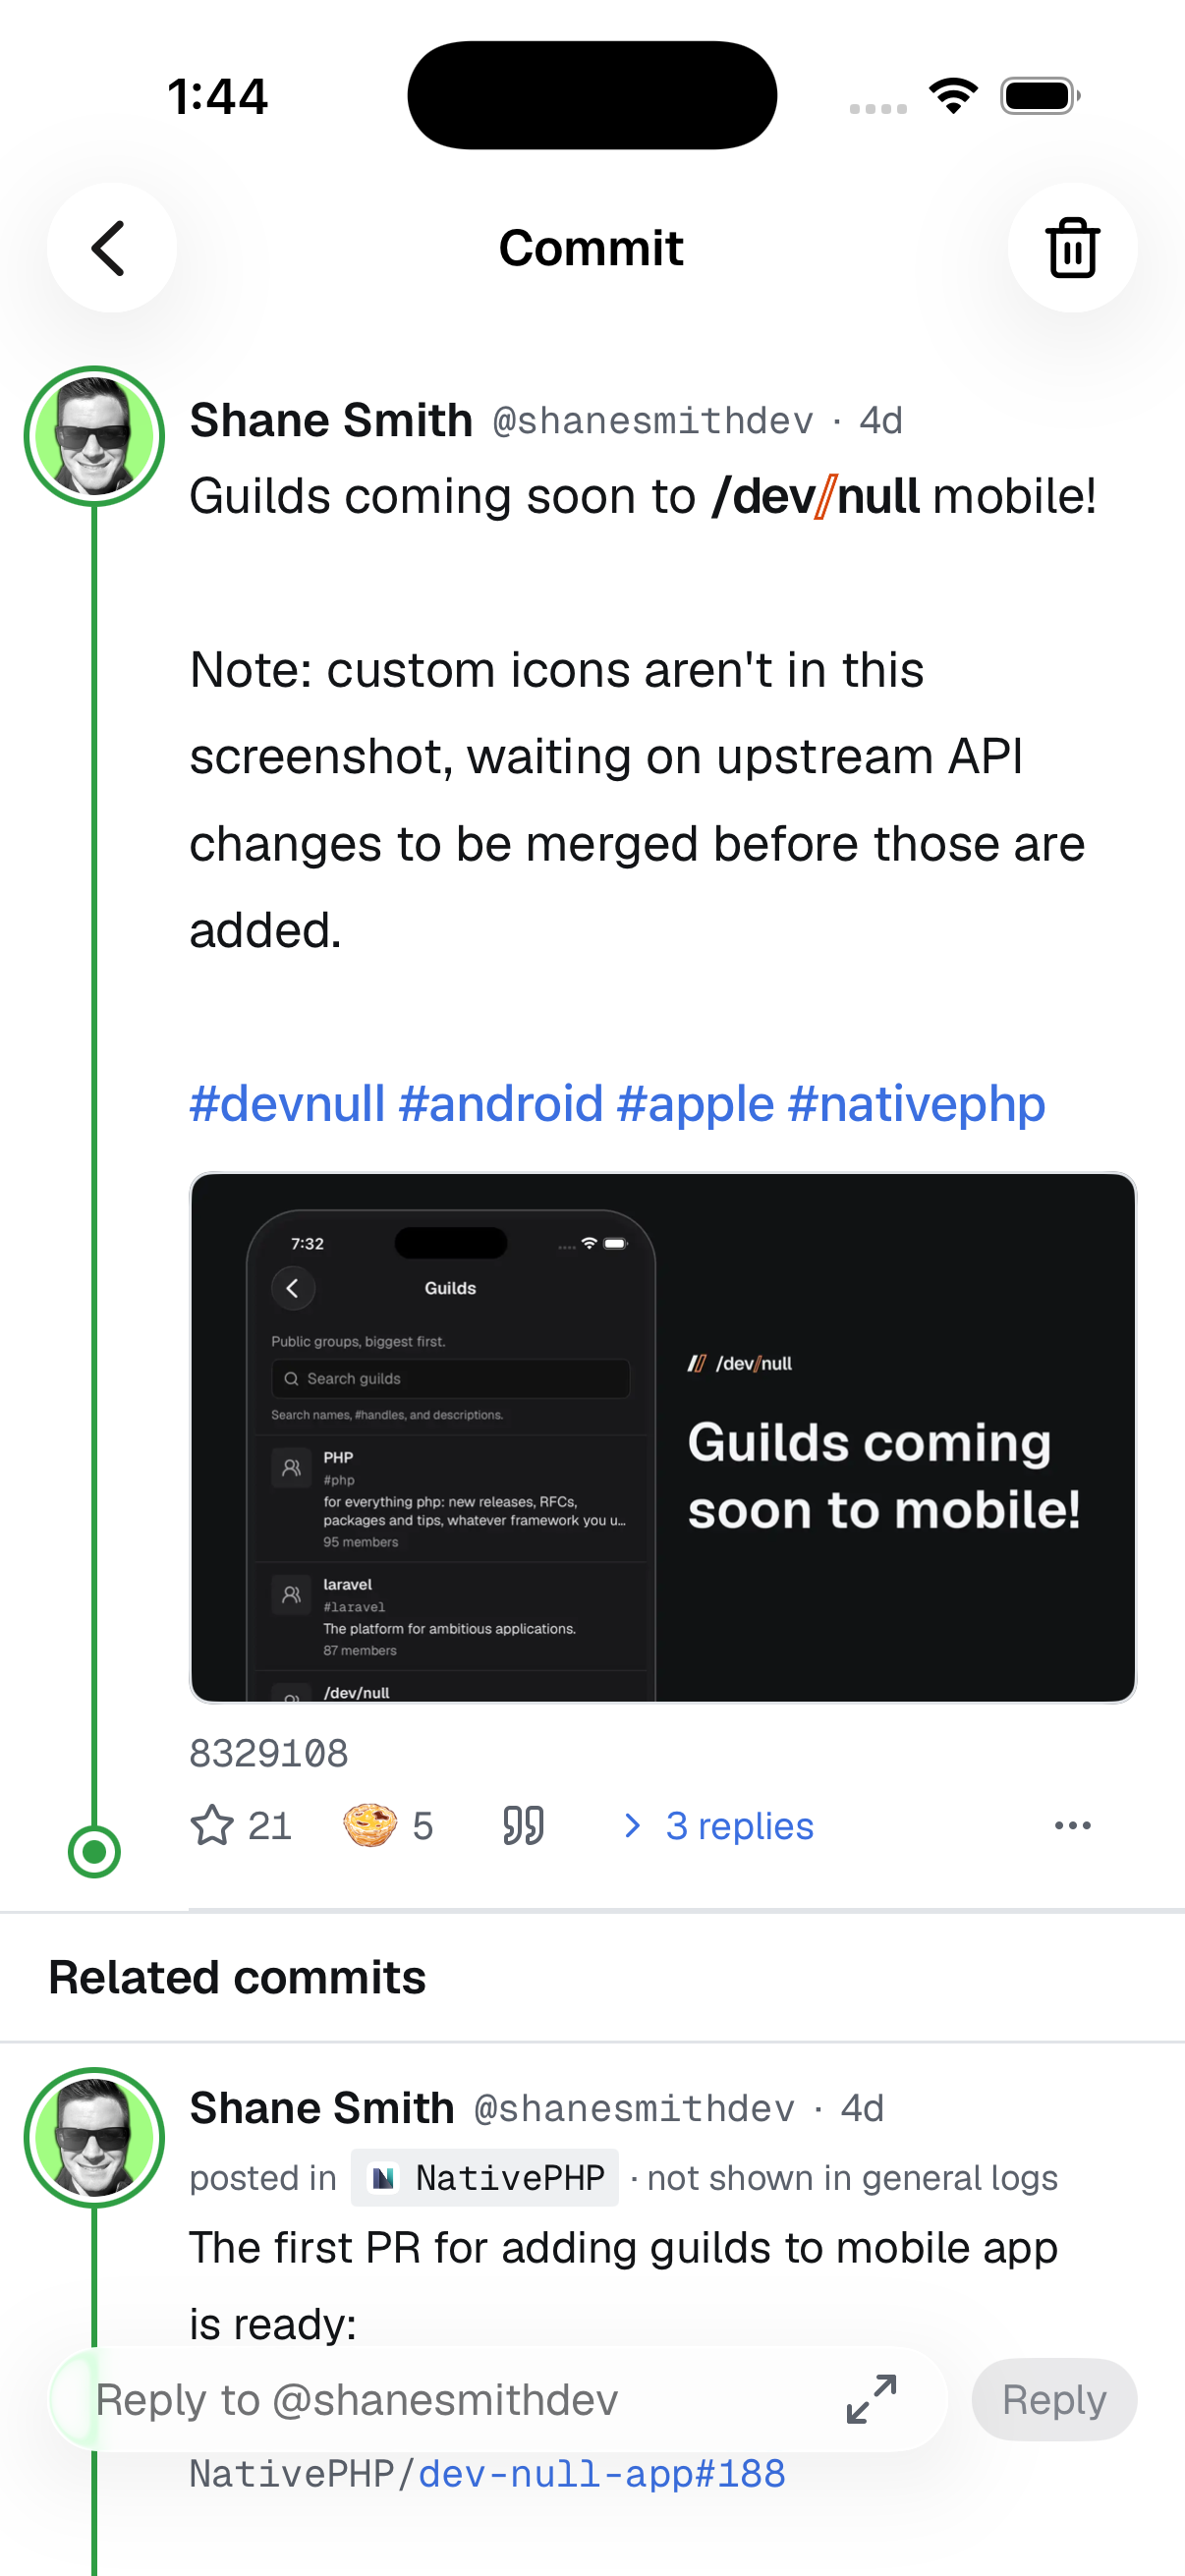 1:44
Commit
Shane Smith @shanesmithdev · 4d
Guilds coming soon to /dev//null mobile!
Note: custom icons aren't in this
screenshot, waiting on upstream API
changes to be merged before those are
added.
#devnull #android #apple #nativephp
7:32
Guilds
Public groups, biggest first.
Search guilds
Search names, #handles, and descriptions.
PHP
#php
for everything php: new releases, RFCs,
packages and tips, whatever framework you u...
95 members
laravel
#laravel
The platform for ambitious applications.
87 members
/dev/null
/dev//null
Guilds coming
soon to mobile!
8329108
21 5 3 replies
Related commits
Shane Smith @shanesmithdev · 4d
posted in NativePHP · not shown in general logs
The first PR for adding guilds to mobile app
is ready:
Reply to @shanesmithdev
Reply
NativePHP/dev-null-app#188